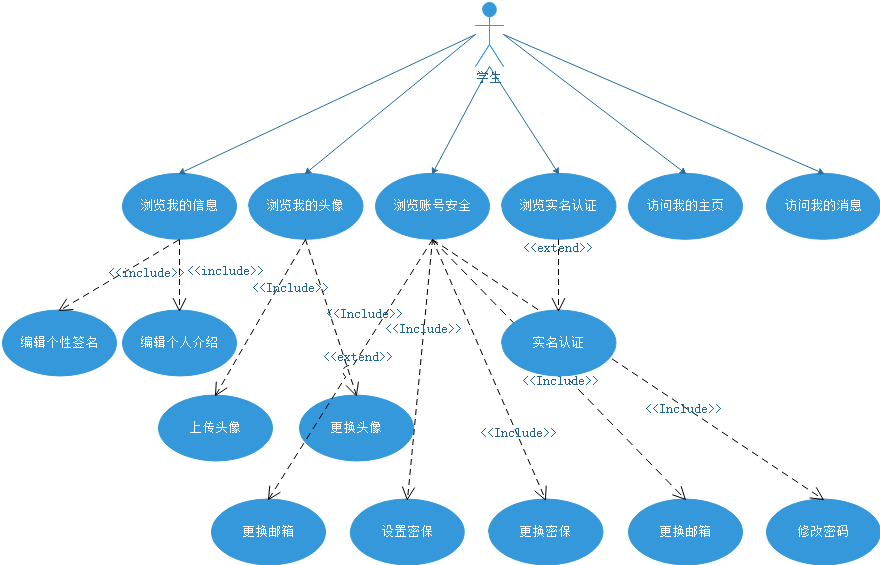 学生
浏览我的信息
浏览我的头像
浏览账号安全
浏览实名认证
访问我的主页
访问我的消息
<<extend>>
<<include>>
<<include>>
<<Include>>
<<Include>>
<<Include>>
编辑个性签名
编辑个人介绍
实名认证
<<extend>>
<<Include>>
<<Include>>
上传头像
更换头像
<<Include>>
更换邮箱
设置密保
更换密保
更换邮箱
修改密码